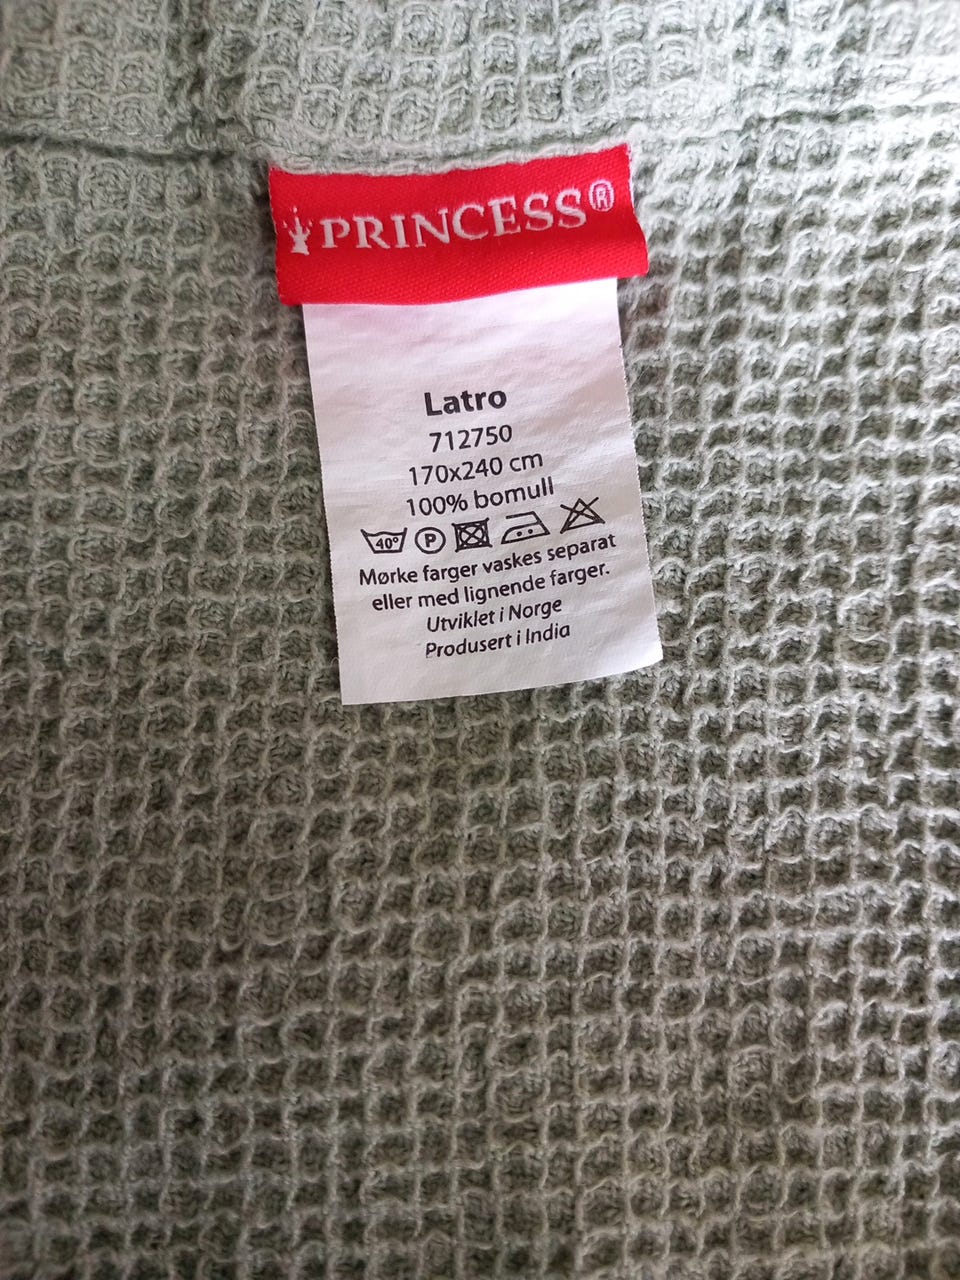 PRINCESS®
Latro
712750
170x240 cm
100% bomull
40° P
Mørke farger vaskes separat
eller med lignende farger.
Utviklet i Norge
Produsert i India